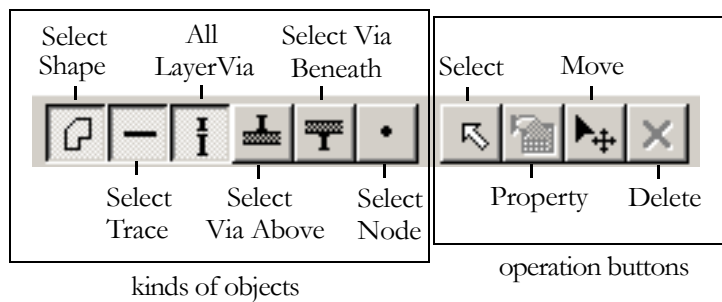 Select
Shape
All
LayerVia
Select Via
Beneath
Select
Move
Select
Trace
Select
Via Above
Select
Node
Property
Delete
kinds of objects
operation buttons